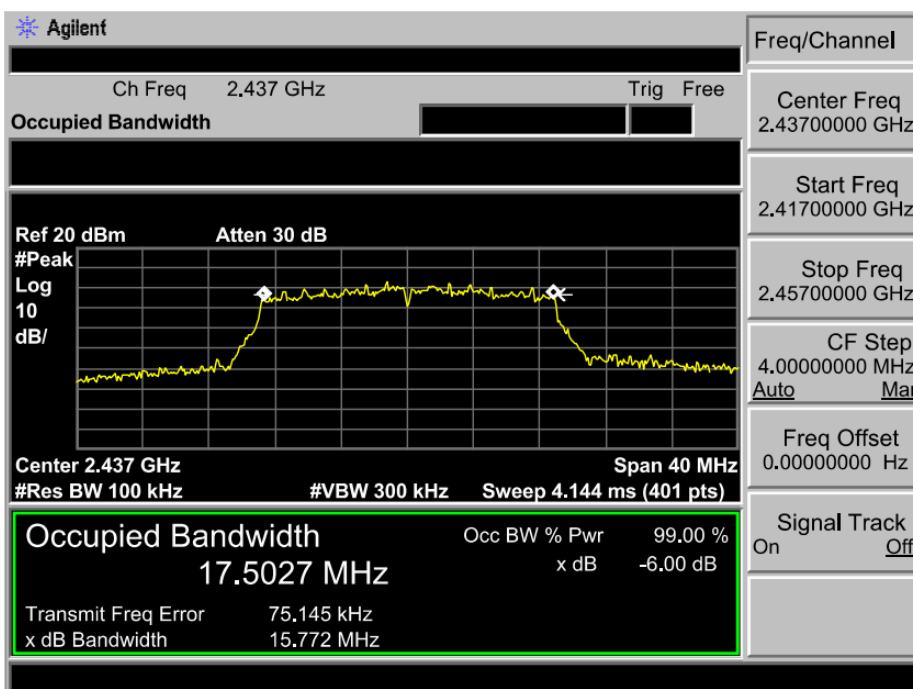 Agilent
Freq/Channel
Ch Freq 2.437 GHz Trig Free
Occupied Bandwidth
Center Freq
2.43700000 GHz
Start Freq
2.41700000 GHz
Ref 20 dBm Atten 30 dB
#Peak
Log
10
dB/
Stop Freq
2.45700000 GHz
CF Step
4.00000000 MHz
Auto Man
Freq Offset
0.00000000 Hz
Center 2.437 GHz Span 40 MHz
#Res BW 100 kHz #VBW 300 kHz Sweep 4.144 ms (401 pts)
Signal Track
On Off
Occupied Bandwidth Occ BW % Pwr 99.00 %
17.5027 MHz x dB -6.00 dB
Transmit Freq Error 75.145 kHz
x dB Bandwidth 15.772 MHz